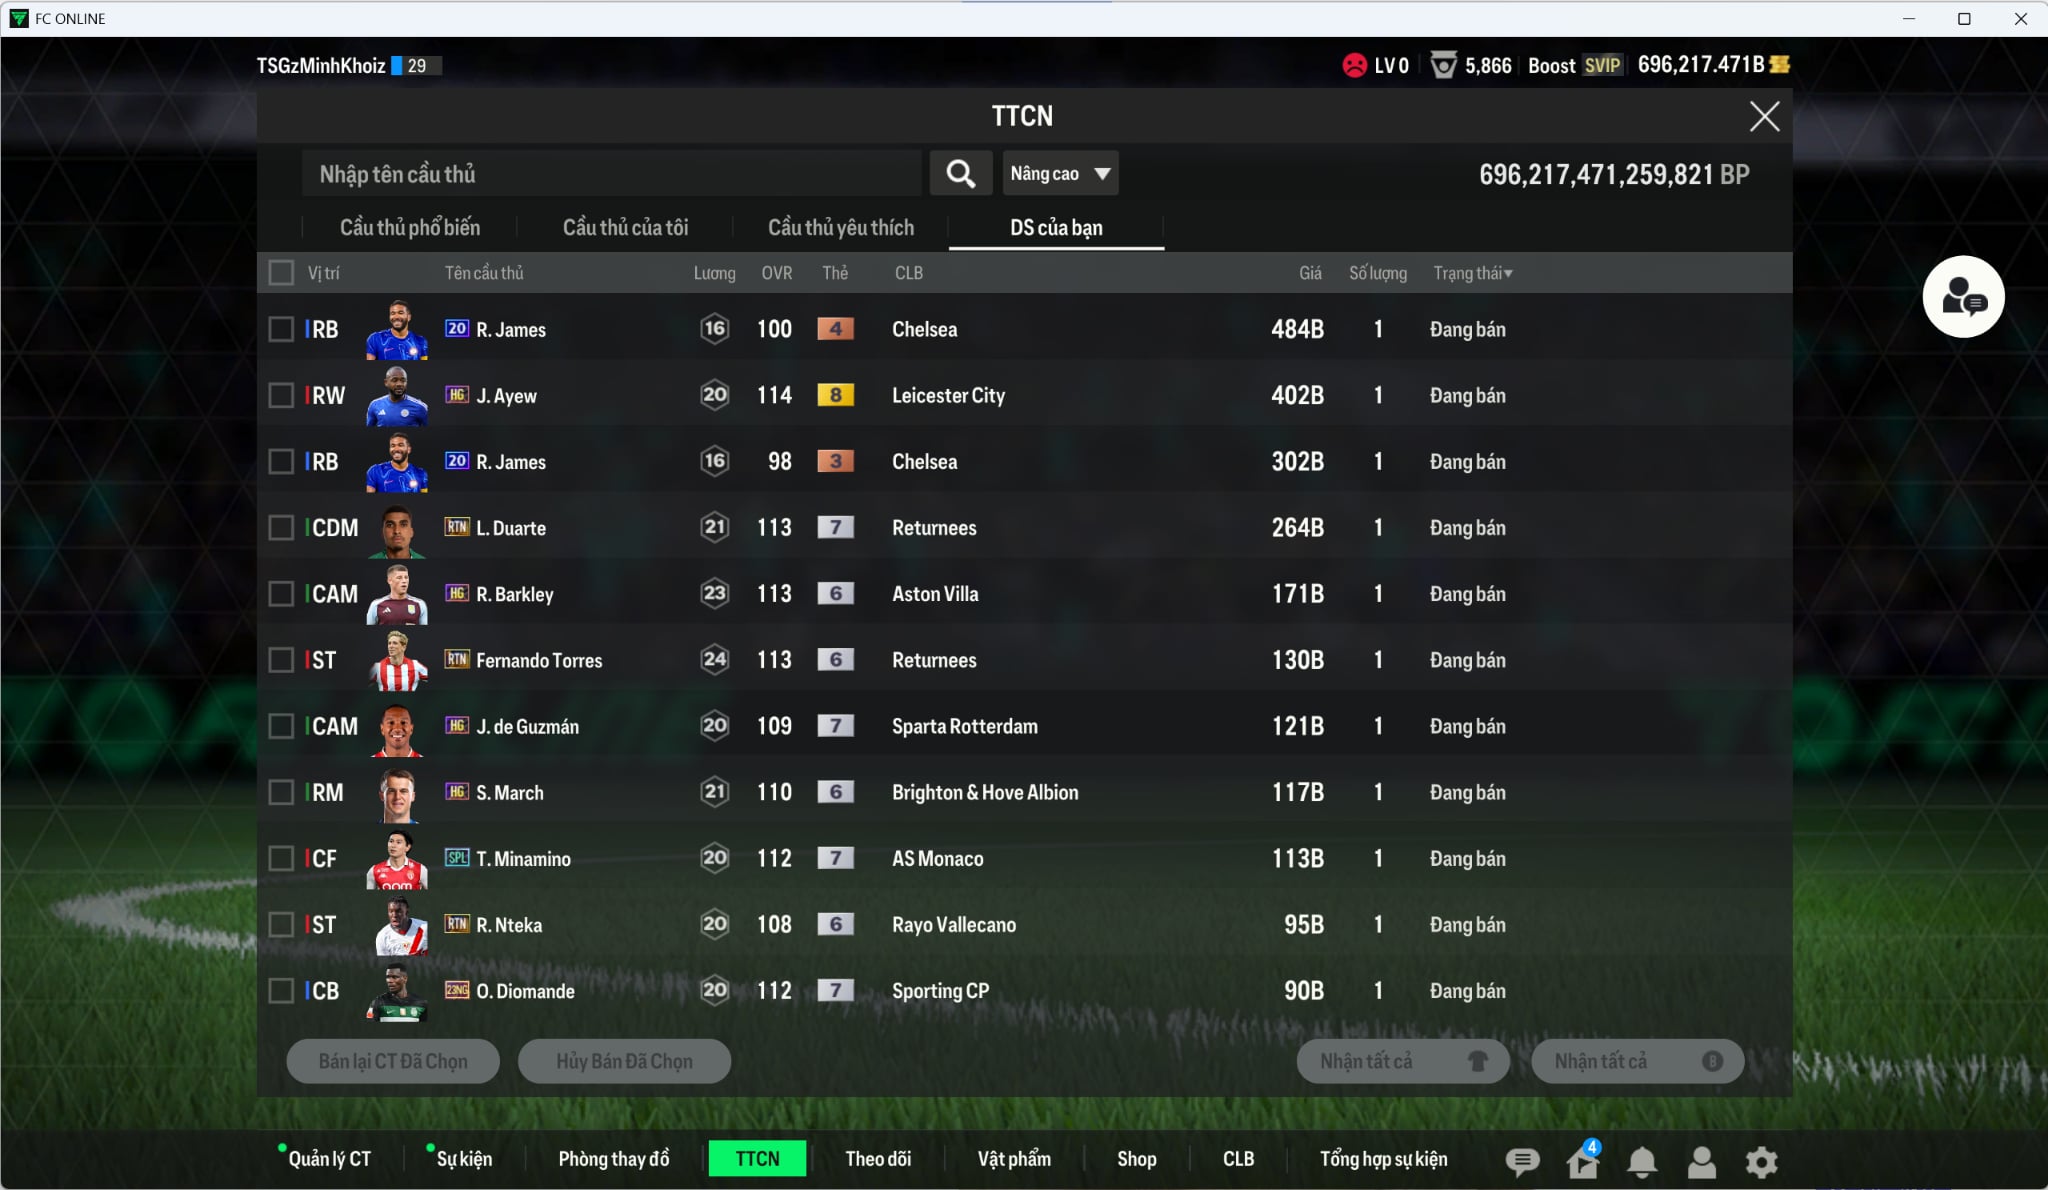 FC ONLINE
TSGzMinhKhoiz 29
LV 0 5,866 Boost SVIP 696,217.471B
TTCN
Nhập tên cầu thủ Nâng cao 696,217,471,259,821 BP
Cầu thủ phổ biến Cầu thủ của tôi Cầu thủ yêu thích DS của bạn
Vị trí Tên cầu thủ Lương OVR Thẻ CLB Giá Số lượng Trạng thái▼
RB 20 R. James 16 100 4 Chelsea 484B 1 Đang bán
RW HG J. Ayew 20 114 8 Leicester City 402B 1 Đang bán
RB 20 R. James 16 98 3 Chelsea 302B 1 Đang bán
CDM RTN L. Duarte 21 113 7 Returnees 264B 1 Đang bán
CAM HG R. Barkley 23 113 6 Aston Villa 171B 1 Đang bán
ST RTN Fernando Torres 24 113 6 Returnees 130B 1 Đang bán
CAM HG J. de Guzmán 20 109 7 Sparta Rotterdam 121B 1 Đang bán
RM HG S. March 21 110 6 Brighton & Hove Albion 117B 1 Đang bán
CF SPL T. Minamino 20 112 7 AS Monaco 113B 1 Đang bán
ST RTN R. Nteka 20 108 6 Rayo Vallecano 95B 1 Đang bán
CB 23NG O. Diomande 20 112 7 Sporting CP 90B 1 Đang bán
Bán lại CT Đã Chọn Hủy Bán Đã Chọn Nhận tất cả Nhận tất cả B
Quản lý CT Sự kiện Phòng thay đồ TTCN Theo dõi Vật phẩm Shop CLB Tổng hợp sự kiện 4